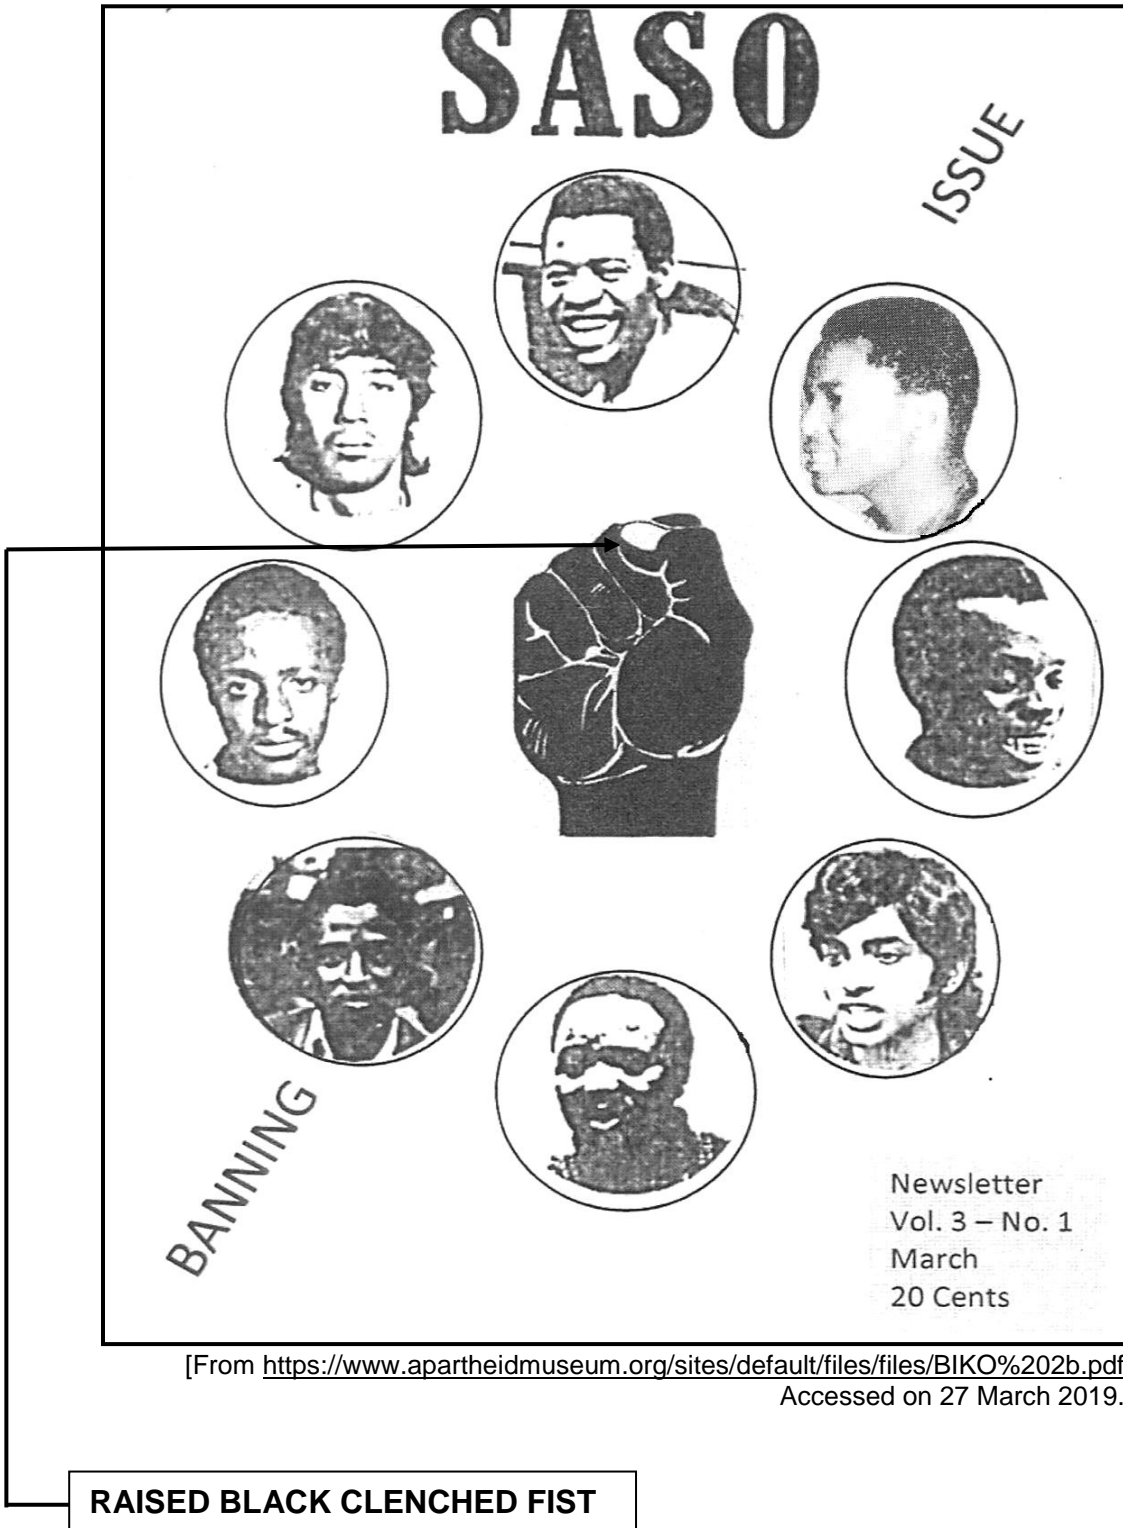 SASO
ISSUE
BANNING
Newsletter
Vol. 3 – No. 1
March
20 Cents
[From https://www.apartheidmuseum.org/sites/default/files/files/BIKO%202b.pdf
Accessed on 27 March 2019.
RAISED BLACK CLENCHED FIST